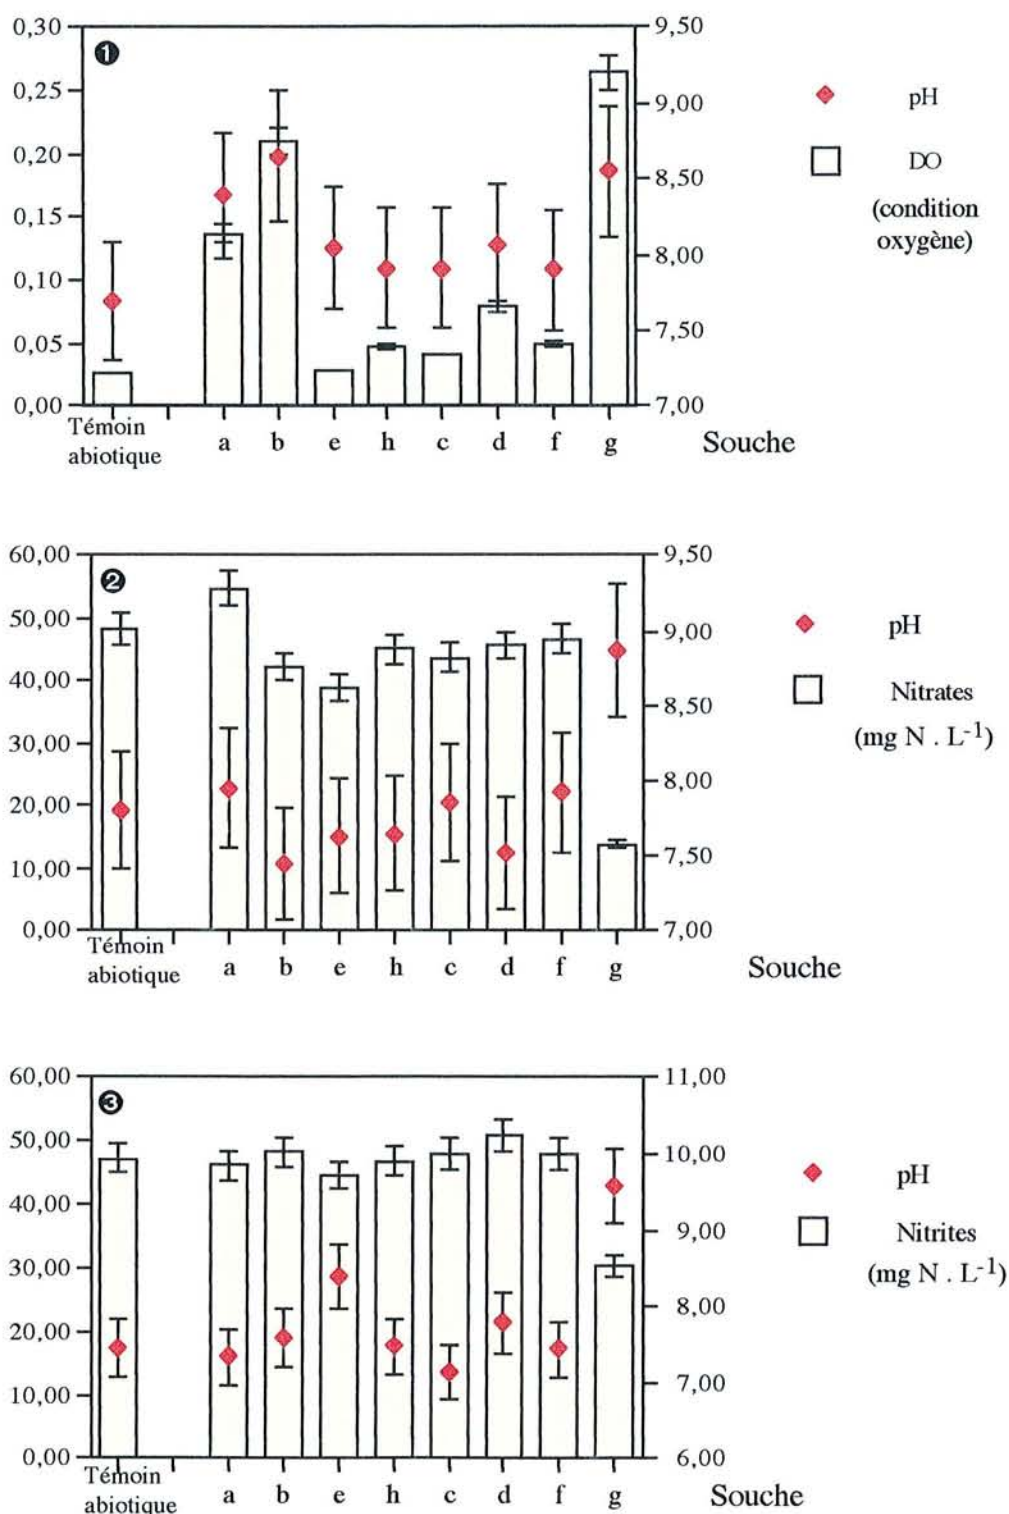 ❶
0,30
0,25
0,20
0,15
0,10
0,05
0,00
9,50
9,00
8,50
8,00
7,50
7,00
Témoin
abiotique
a b e h c d f g
Souche
pH
DO
(condition
oxygène)
❷
60,00
50,00
40,00
30,00
20,00
10,00
0,00
9,50
9,00
8,50
8,00
7,50
7,00
Témoin
abiotique
a b e h c d f g
Souche
pH
Nitrates
(mg N . L⁻¹)
❸
60,00
50,00
40,00
30,00
20,00
10,00
0,00
11,00
10,00
9,00
8,00
7,00
6,00
Témoin
abiotique
a b e h c d f g
Souche
pH
Nitrites
(mg N . L⁻¹)